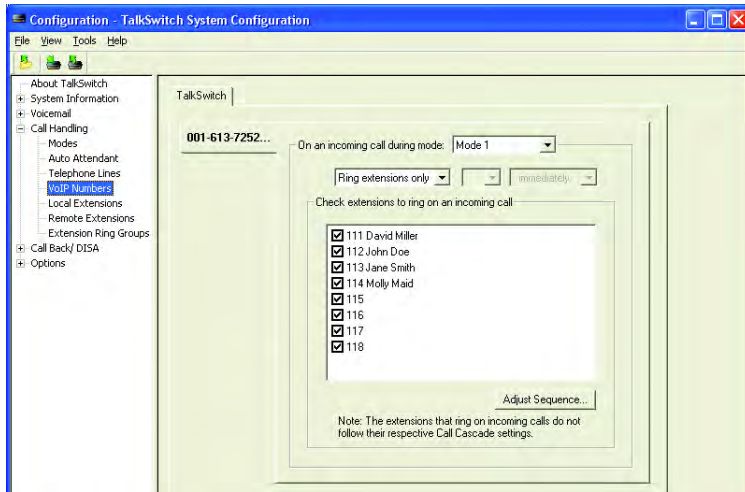 Configuration - TalkSwitch System Configuration
File View Tools Help
About TalkSwitch
System Information
Voicemail
Call Handling
Modes
Auto Attendant
Telephone Lines
VoIP Numbers
Local Extensions
Remote Extensions
Extension Ring Groups
Call Back/ DISA
Options
TalkSwitch
001-613-7252...
On an incoming call during mode: Mode 1
Ring extensions only immediately
Check extensions to ring on an incoming call
111 David Miller
112 John Doe
113 Jane Smith
114 Molly Maid
115
116
117
118
Adjust Sequence...
Note: The extensions that ring on incoming calls do not
follow their respective Call Cascade settings.